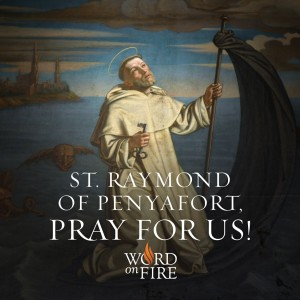 ST. RAYMOND
OF PENYAFORT,
PRAY FOR US!
WORD
on FIRE